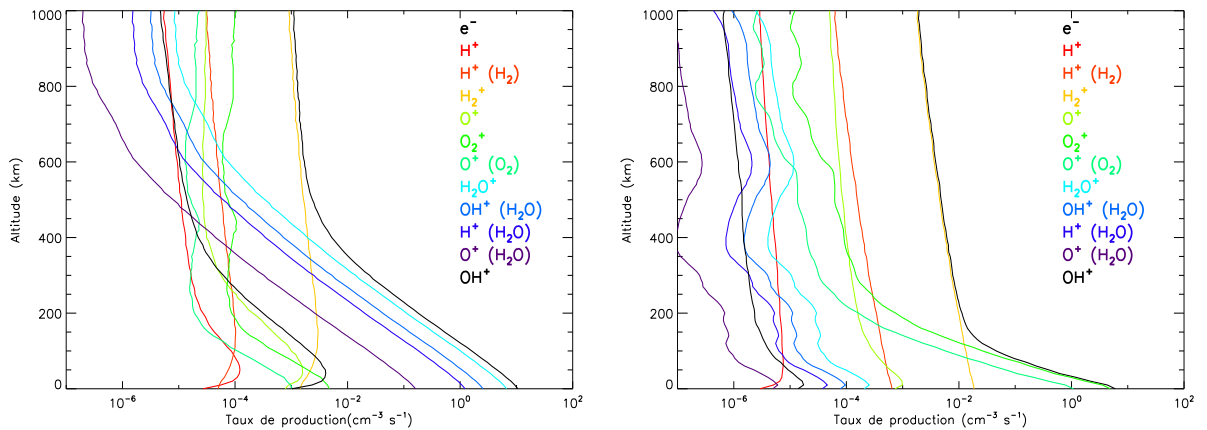 1000
800
600
400
200
0
Altitude (km)
10⁻⁶ 10⁻⁴ 10⁻² 10⁰ 10²
Taux de production(cm⁻³ s⁻¹)
e⁻
H⁺
H⁺ (H₂)
H₂⁺
O⁺
O₂⁺
O⁺ (O₂)
H₂O⁺
OH⁺ (H₂O)
H⁺ (H₂O)
O⁺ (H₂O)
OH⁺
1000
800
600
400
200
0
Altitude (km)
10⁻⁶ 10⁻⁴ 10⁻² 10⁰ 10²
Taux de production (cm⁻³ s⁻¹)
e⁻
H⁺
H⁺ (H₂)
H₂⁺
O⁺
O₂⁺
O⁺ (O₂)
H₂O⁺
OH⁺ (H₂O)
H⁺ (H₂O)
O⁺ (H₂O)
OH⁺